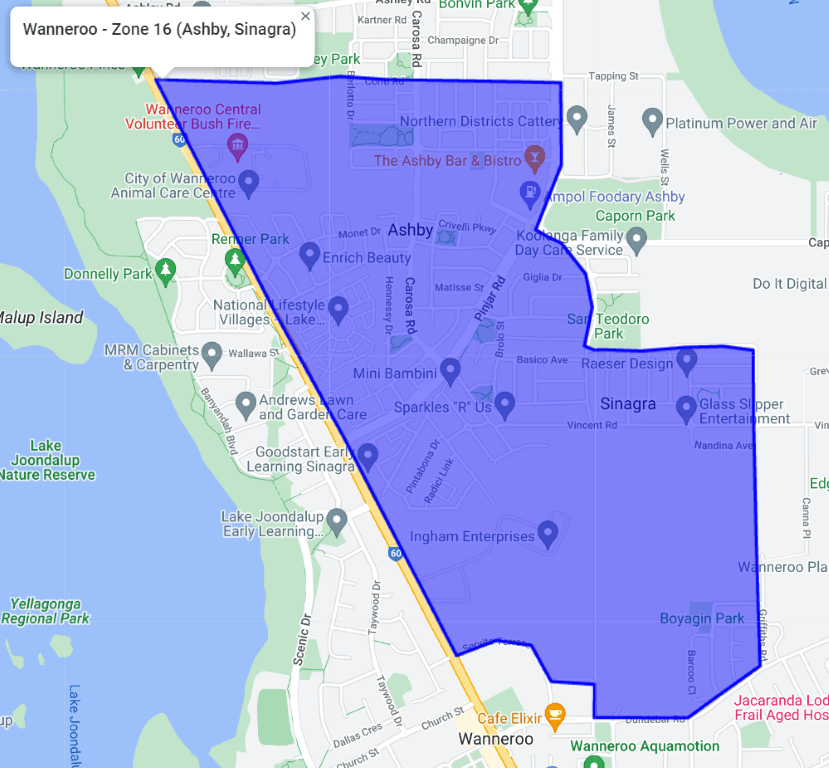 Wanneroo - Zone 16 (Ashby, Sinagra)
×
Kartner Rd
Carosa Rd
Bonvin Park
Champaigne Dr
Conti Rd
Berlotto Dr
Tapping St
James St
Wells St
Wanneroo Central
Volunteer Bush Fire...
60
Northern Districts Cattery
Platinum Power and Air
The Ashby Bar & Bistro
City of Wanneroo
Animal Care Centre
Ampol Foodary Ashby
Caporn Park
Monet Dr
Ashby
Crivelli Pkwy
Renner Park
Koolanga Family
Day Care Service
Cap
Enrich Beauty
Donnelly Park
Giglia Dr
Do It Digital
Matisse St
Hennessy Dr
Carosa Rd
Pinjar Rd
National Lifestyle
Villages - Lake...
Malup Island
San Teodoro
Park
Brolo St
MRM Cabinets
& Carpentry
Wallawa St
Basico Ave
Raeser Design
Mini Bambini
Banyandah Blvd
Andrews Lawn
and Garden Care
Sparkles "R" Us
Sinagra
Glass Slipper
Entertainment
Vincent Rd
Nandina Ave
Lake
Joondalup
Nature Reserve
Goodstart Early
Learning Sinagra
Pintabona Dr
Radici Link
Canna Pl
Lake Joondalup
Early Learning...
Ingham Enterprises
60
Wanneroo Pla
Yellagonga
Regional Park
Taywood Dr
Scenic Dr
Servite Terrace
Boyagin Park
Griffiths Rd
Barcoo Ct
Lake Joondalu
Taywood Dr
Church St
Cafe Elixir
Dundebar Rd
Jacaranda Lod
Frail Aged Hos
Dallas Cres
Church St
Wanneroo
Wanneroo Aquamotion